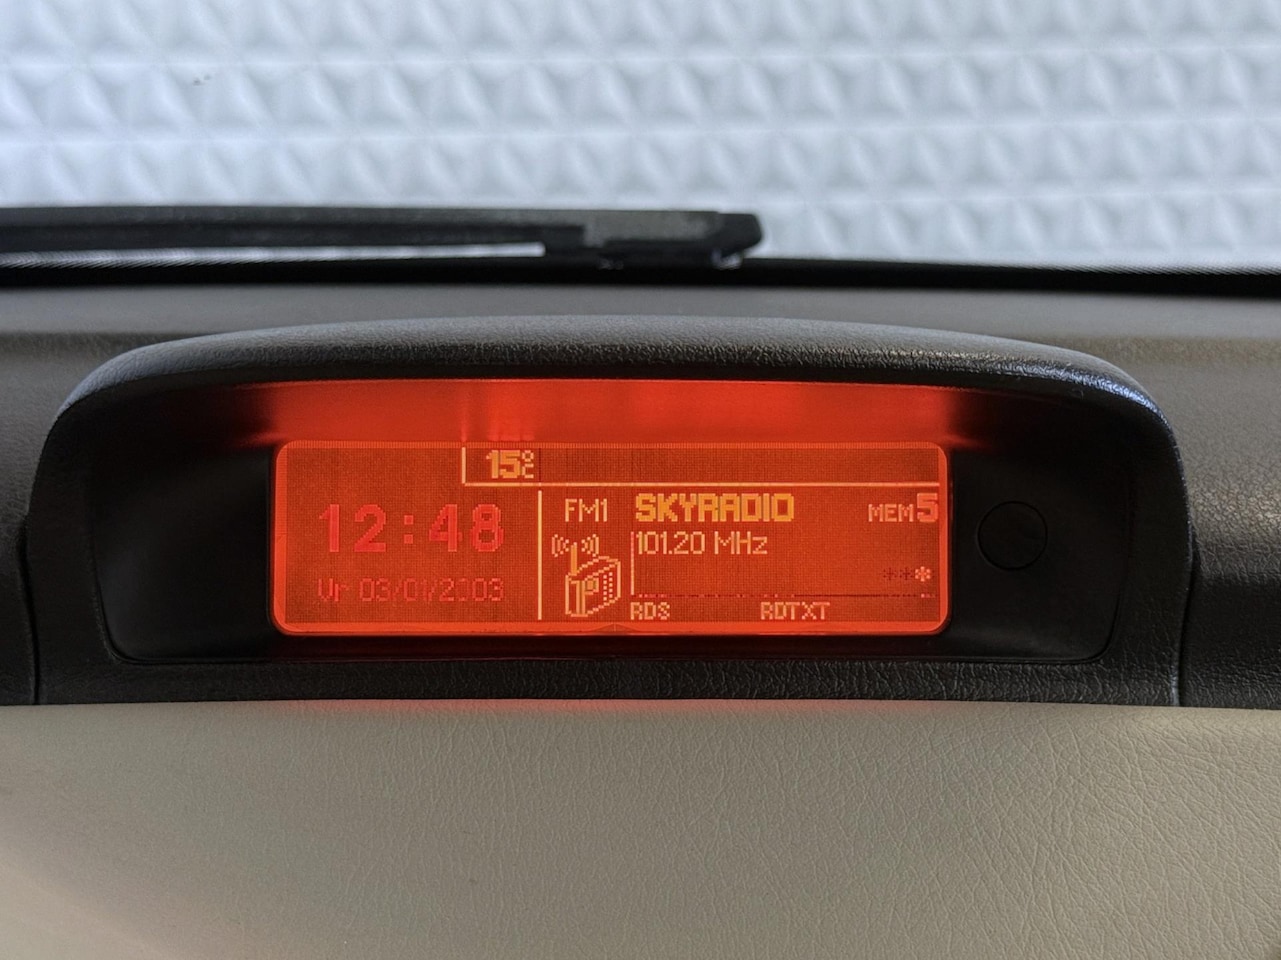 15°C
12:48
Vr 03/01/2003
FM1 SKYRADIO MEM5
101.20 MHz
***
RDS RDTXT